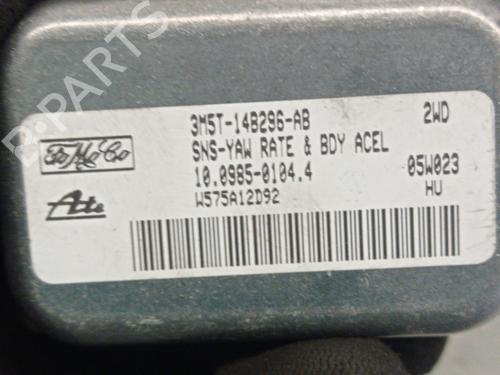 3M5T-14B296-AB 2WD
SNS-YAW RATE & BDY ACEL
10.0985-0104.4 05W023
W575A12D92 HU
FoMoCo
Ate
B-PARTS